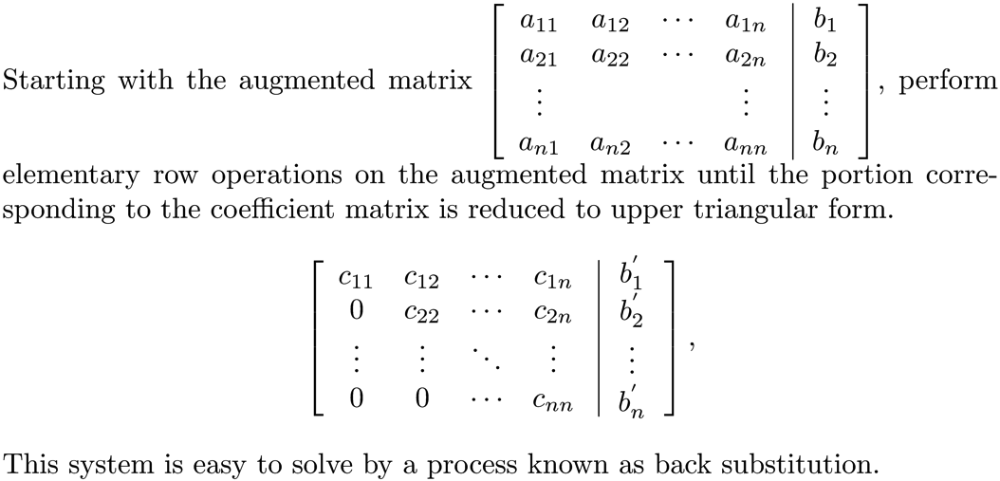 Starting with the augmented matrix $\left[\begin{array}{cccc|c} a_{11} & a_{12} & \cdots & a_{1n} & b_1 \\ a_{21} & a_{22} & \cdots & a_{2n} & b_2 \\ \vdots & & & \vdots & \vdots \\ a_{n1} & a_{n2} & \cdots & a_{nn} & b_n \end{array}\right]$, perform
elementary row operations on the augmented matrix until the portion corre-
sponding to the coefficient matrix is reduced to upper triangular form.
$\left[\begin{array}{cccc|c} c_{11} & c_{12} & \cdots & c_{1n} & b_1^{'} \\ 0 & c_{22} & \cdots & c_{2n} & b_2^{'} \\ \vdots & \vdots & \ddots & \vdots & \vdots \\ 0 & 0 & \cdots & c_{nn} & b_n^{'} \end{array}\right],$
This system is easy to solve by a process known as back substitution.